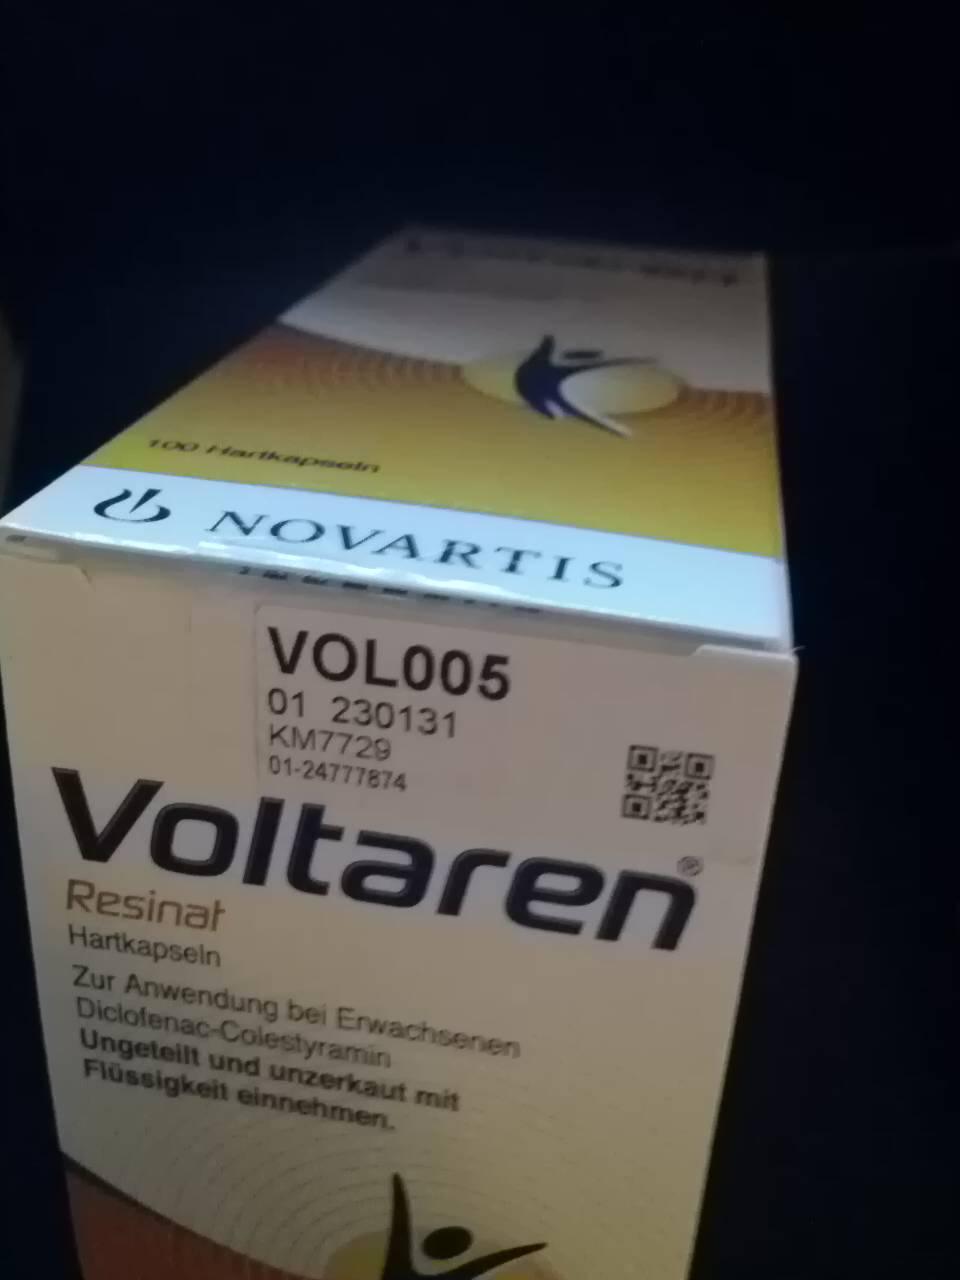 100 Hartkapseln
NOVARTIS
VOL005
01 230131
KM7729
01-24777874
Voltaren®
Resinat
Hartkapseln
Zur Anwendung bei Erwachsenen
Diclofenac-Colestyramin
Ungeteilt und unzerkaut mit
Flüssigkeit einnehmen.